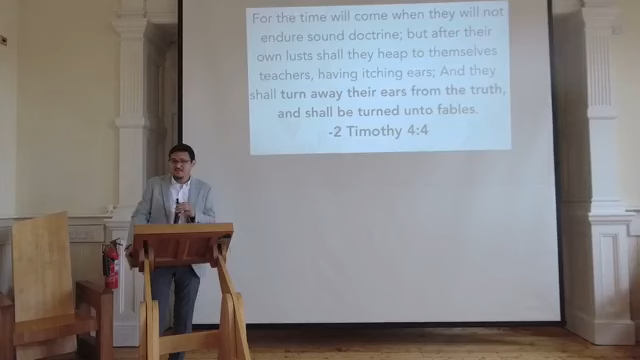 For the time will come when they will not
endure sound doctrine; but after their
own lusts shall they heap to themselves
teachers, having itching ears; And they
shall turn away their ears from the truth,
and shall be turned unto fables.
-2 Timothy 4:4